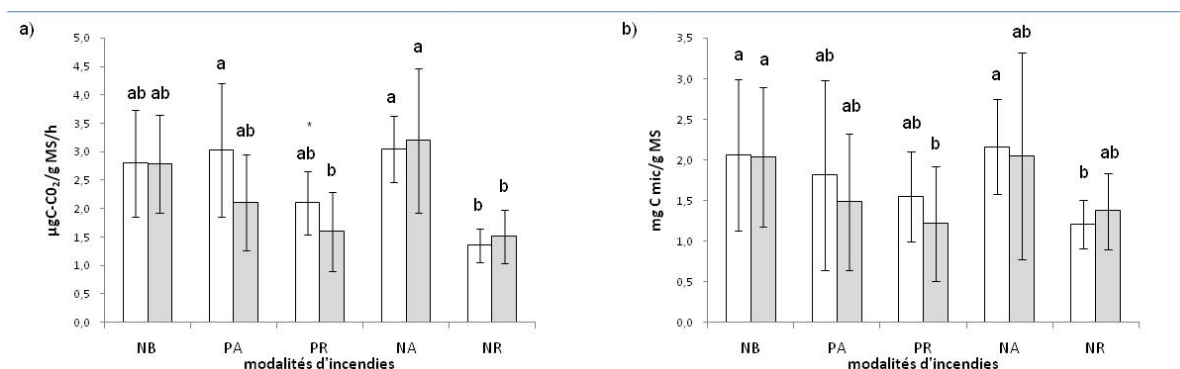 a)
5,0
4,5
4,0
3,5
3,0
2,5
2,0
1,5
1,0
0,5
0,0
µgC-CO₂/g MS/h
ab ab
a
ab
*
ab
b
a
a
b
b
NB PA PR NA NR
modalités d'incendies
b)
3,5
3,0
2,5
2,0
1,5
1,0
0,5
0,0
mg C mic/g MS
a a
ab
ab
ab
b
a
ab
b
ab
NB PA PR NA NR
modalités d'incendies